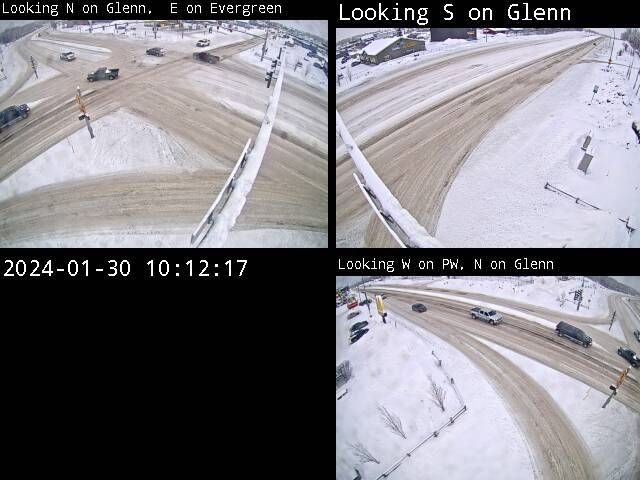 Looking N on Glenn,  E on Evergreen
Looking S on Glenn
2024-01-30 10:12:17
Looking W on PW, N on Glenn